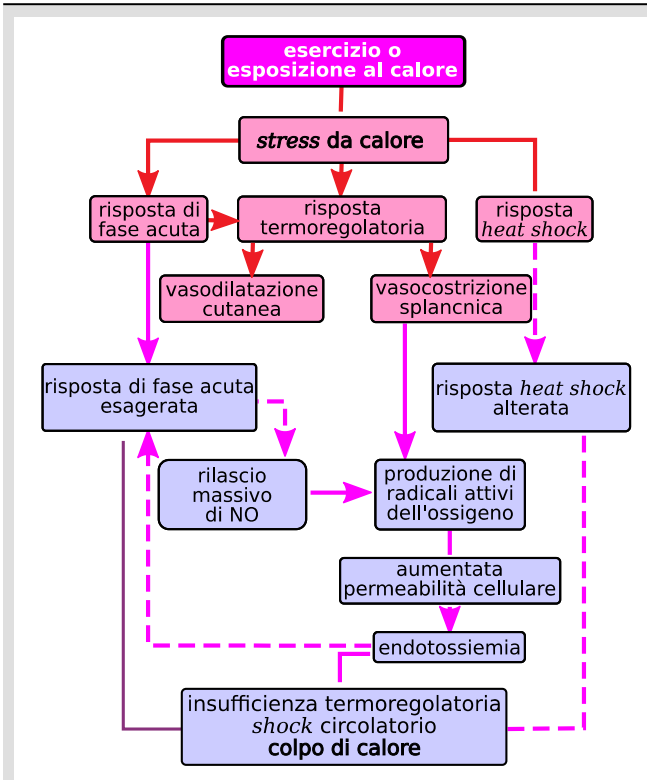 esercizio o
esposizione al calore
stress da calore
risposta di
fase acuta
risposta
termoregolatoria
risposta
heat shock
vasodilatazione
cutanea
vasocostrizione
splancnica
risposta di fase acuta
esagerata
risposta heat shock
alterata
rilascio
massivo
di NO
produzione di
radicali attivi
dell'ossigeno
aumentata
permeabilità cellulare
endotossiemia
insufficienza termoregolatoria
shock circolatorio
colpo di calore